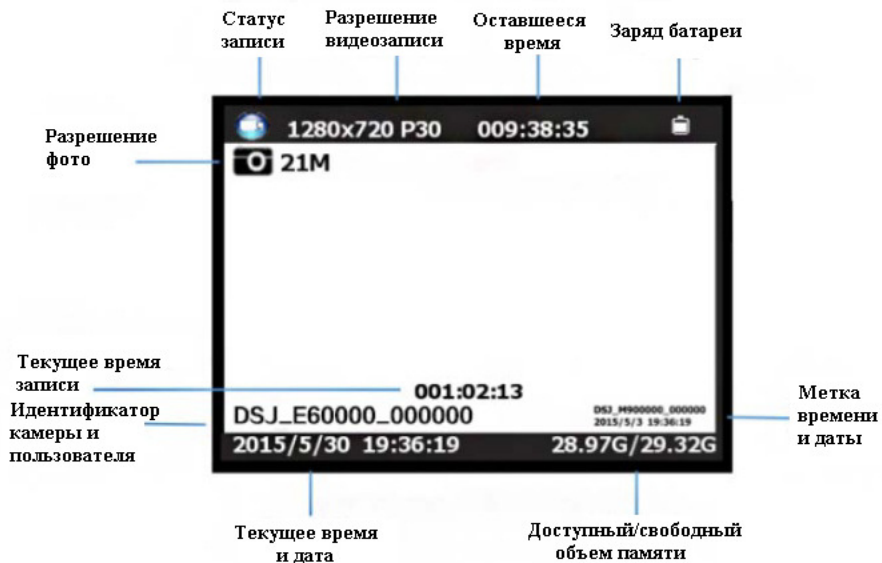 Статус
записи
Разрешение
видеозаписи
Оставшееся
время
Заряд батареи
1280x720 P30 009:38:35
Разрешение
фото
21M
Текущее время
записи
001:02:13
Идентификатор
камеры и
пользователя
DSJ_E60000_000000
DSJ_M900000_000000
2015/5/3 19:36:19
Метка
времени
и даты
2015/5/30 19:36:19 28.97G/29.32G
Текущее время
и дата
Доступный/свободный
объем памяти